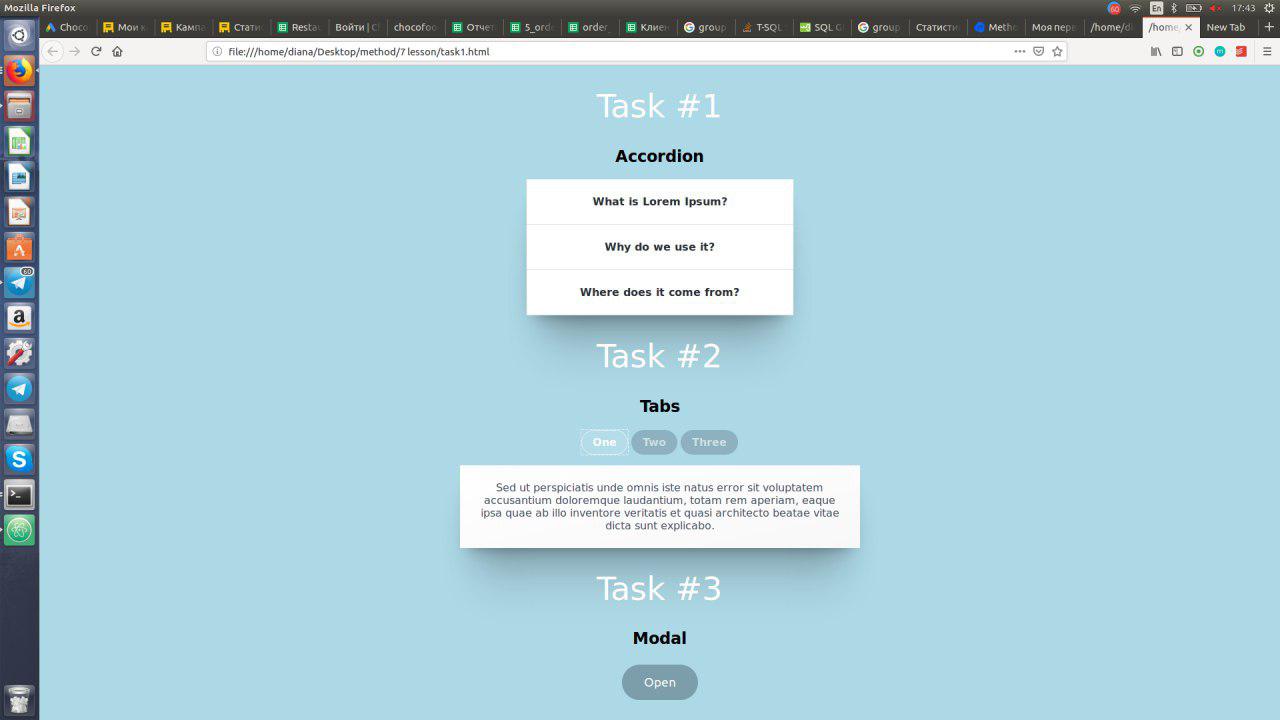 Mozilla Firefox
60
En
17:43
Choco
Мои к
Кампа
Стати
Restau
Войти | Cl
chocofoo
Отчет
5_orde
order_
Клиен
group
T-SQL
SQL G
group
Статисти
Metho
Моя перв
/home/di
/home/
New Tab
file:///home/diana/Desktop/method/7 lesson/task1.html
Task #1
Accordion
What is Lorem Ipsum?
Why do we use it?
Where does it come from?
Task #2
Tabs
One Two Three
Sed ut perspiciatis unde omnis iste natus error sit voluptatem
accusantium doloremque laudantium, totam rem aperiam, eaque
ipsa quae ab illo inventore veritatis et quasi architecto beatae vitae
dicta sunt explicabo.
Task #3
Modal
Open
60